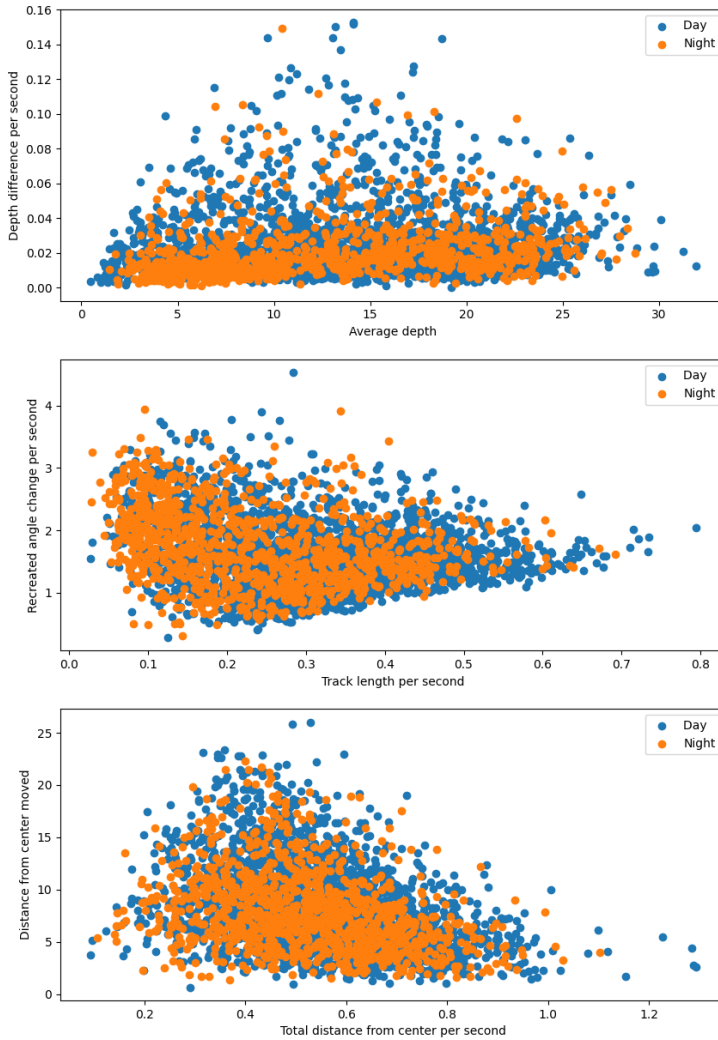 0.16
0.14
0.12
0.10
0.08
0.06
0.04
0.02
0.00
Depth difference per second
Day
Night
0 5 10 15 20 25 30
Average depth
4
3
2
1
Recreated angle change per second
Day
Night
0.0 0.1 0.2 0.3 0.4 0.5 0.6 0.7 0.8
Track length per second
25
20
15
10
5
0
Distance from center moved
Day
Night
0.2 0.4 0.6 0.8 1.0 1.2
Total distance from center per second